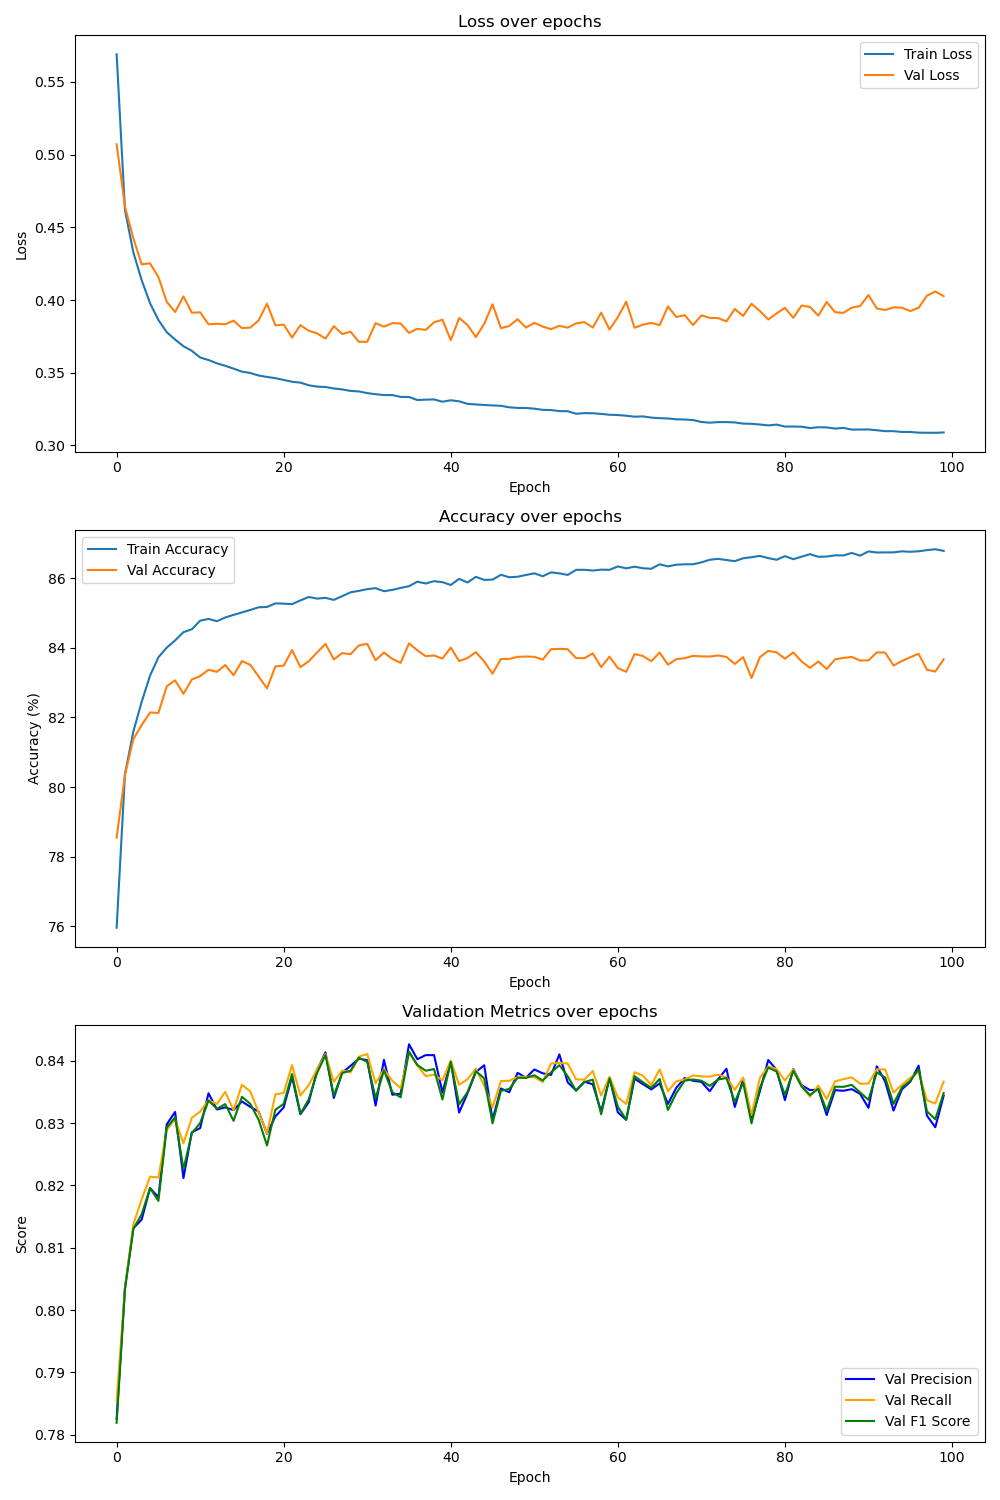 Loss over epochs
Train Loss
Val Loss
0.55
0.50
0.45
0.40
0.35
0.30
Loss
0 20 40 60 80 100
Epoch
Accuracy over epochs
Train Accuracy
Val Accuracy
86
84
82
80
78
76
Accuracy (%)
0 20 40 60 80 100
Epoch
Validation Metrics over epochs
0.84
0.83
0.82
0.81
0.80
0.79
0.78
Score
Val Precision
Val Recall
Val F1 Score
0 20 40 60 80 100
Epoch